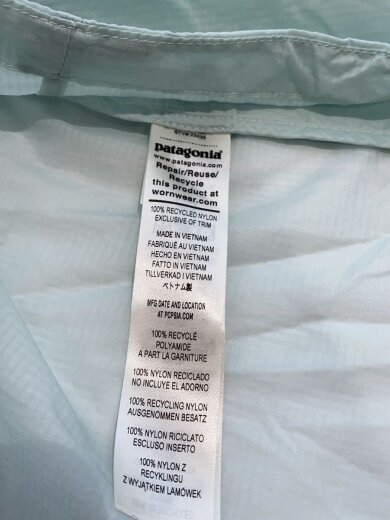 patagonia®
www.patagonia.com
Repair/Reuse/
Recycle
this product at
wornwear.com
100% RECYCLED NYLON
EXCLUSIVE OF TRIM
MADE IN VIETNAM
FABRIQUÉ AU VIETNAM
HECHO EN VIETNAM
FATTO IN VIETNAM
TILLVERKAD I VIETNAM
ベトナム製
MFG DATE AND LOCATION
AT PCPSIA.COM
100% RECYCLÉ
POLYAMIDE
A PART LA GARNITURE
100% NYLON RECICLADO
NO INCLUYE EL ADORNO
100% RECYCLING NYLON
AUSGENOMMEN BESATZ
100% NYLON RICICLATO
ESCLUSO INSERTO
100% NYLON Z
RECYKLINGU
Z WYJĄTKIEM LAMÓWEK